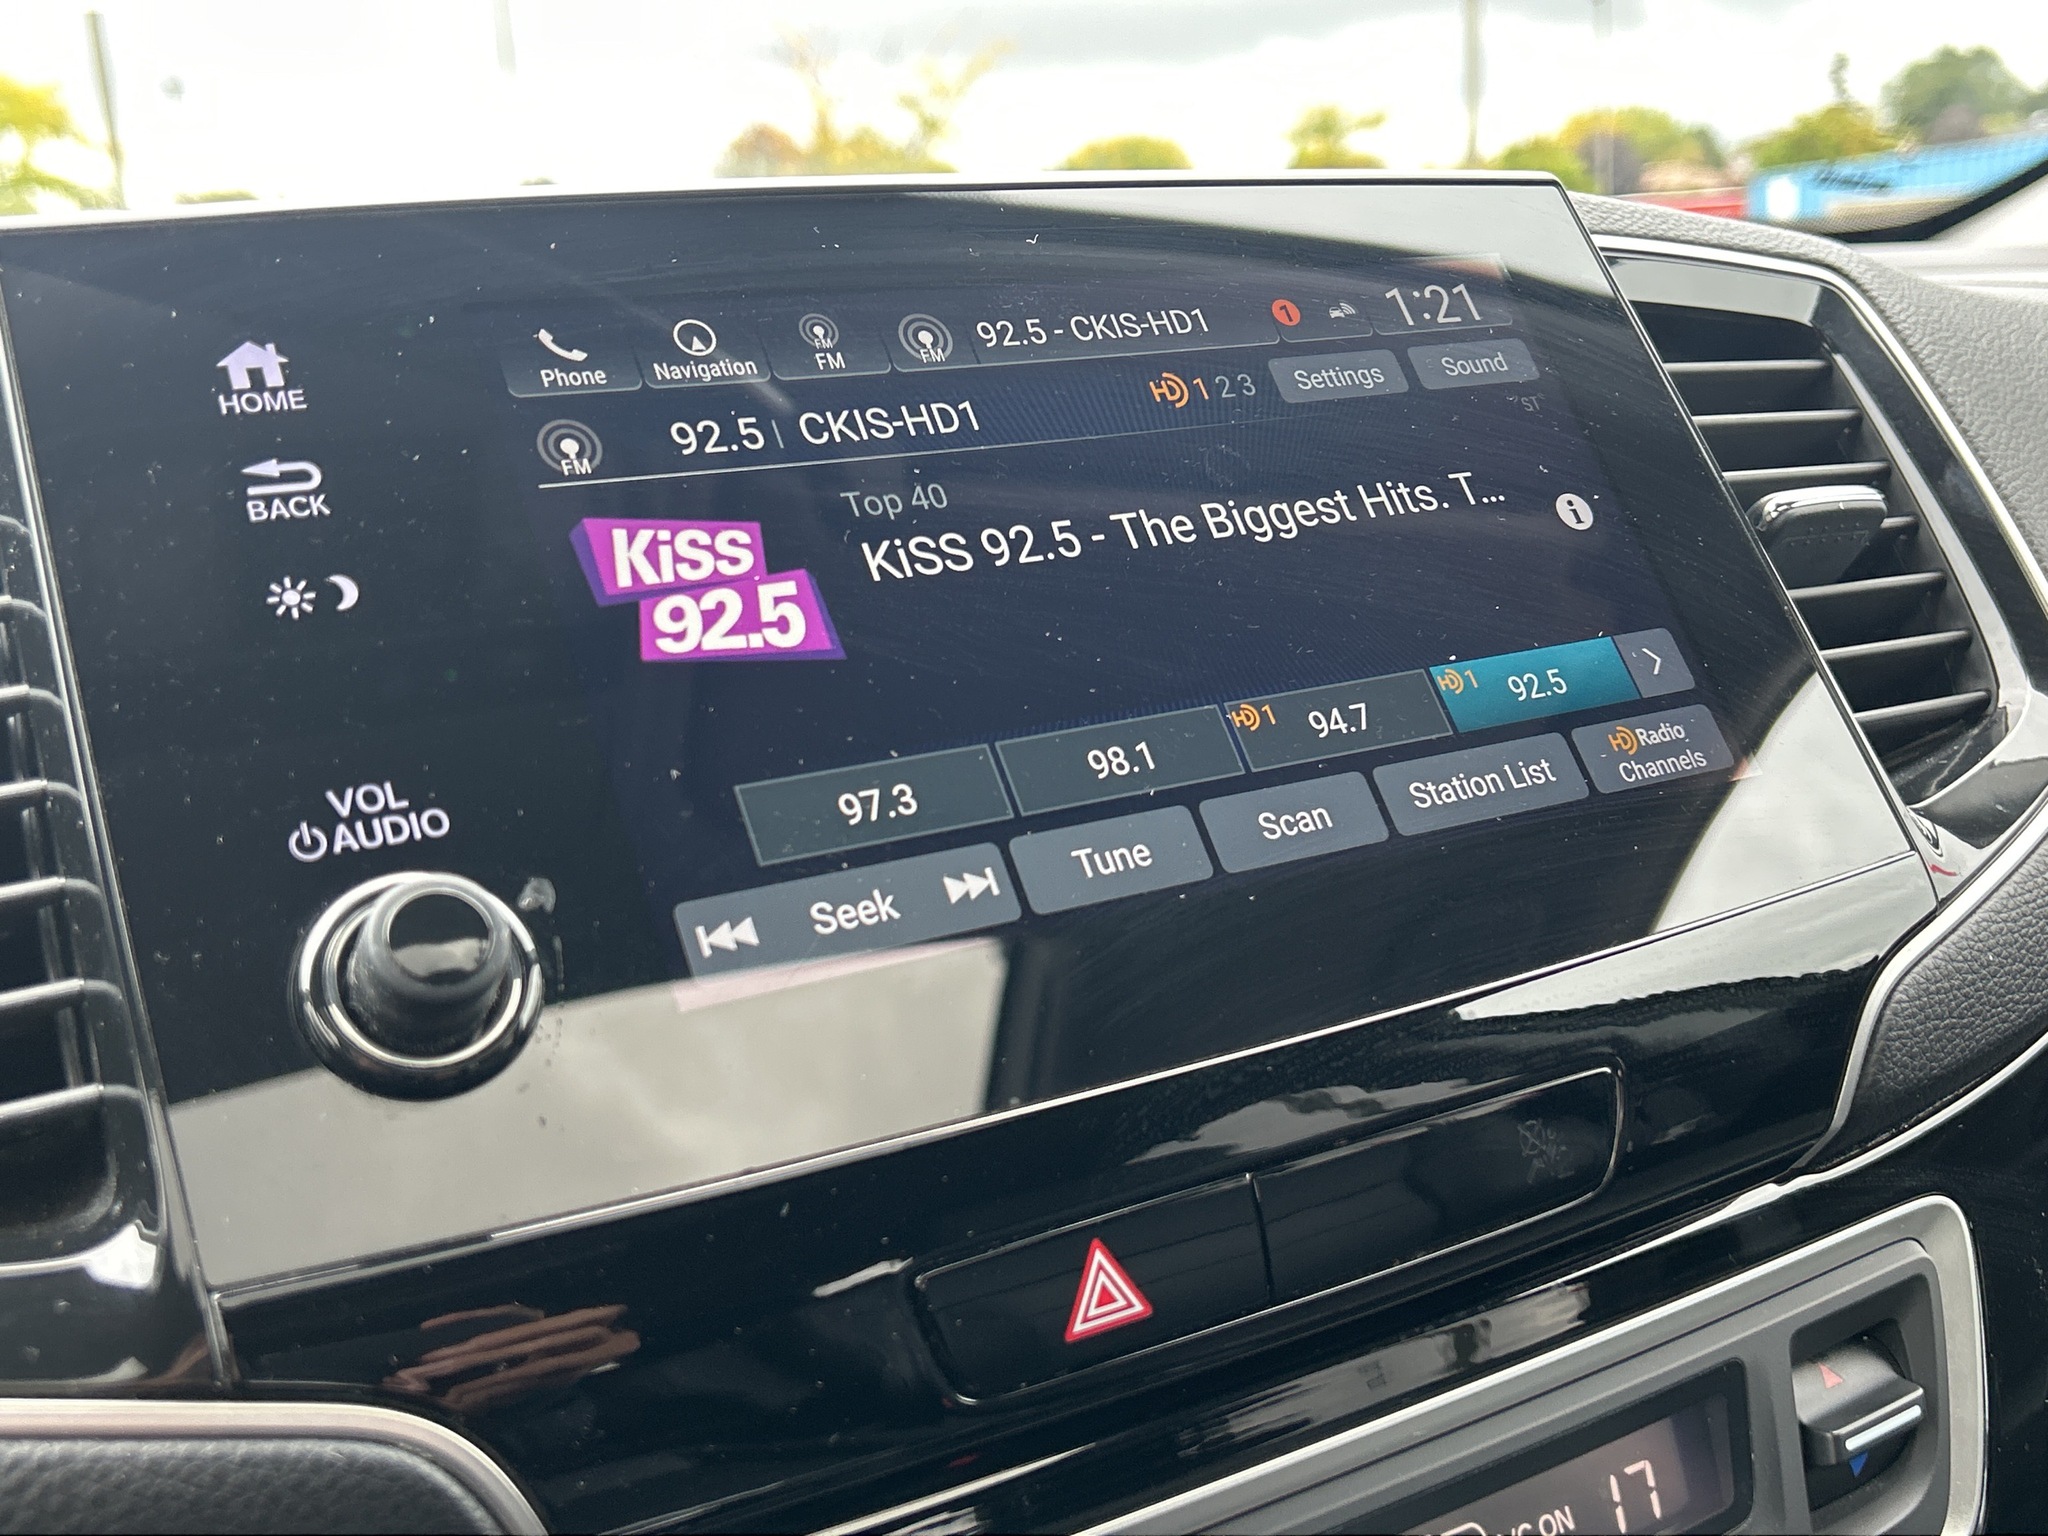 92.5 - CKIS-HD1
1
1:21
Phone
Navigation
FM
FM
FM
HOME
92.5
CKIS-HD1
HD 1 2 3
Settings
Sound
FM
ST
BACK
Top 40
KiSS 92.5 - The Biggest Hits. T...
i
KiSS
92.5
97.3
98.1
HD 1 94.7
HD 1 92.5
VOL
AUDIO
Seek
Tune
Scan
Station List
HD Radio
Channels
ON
17